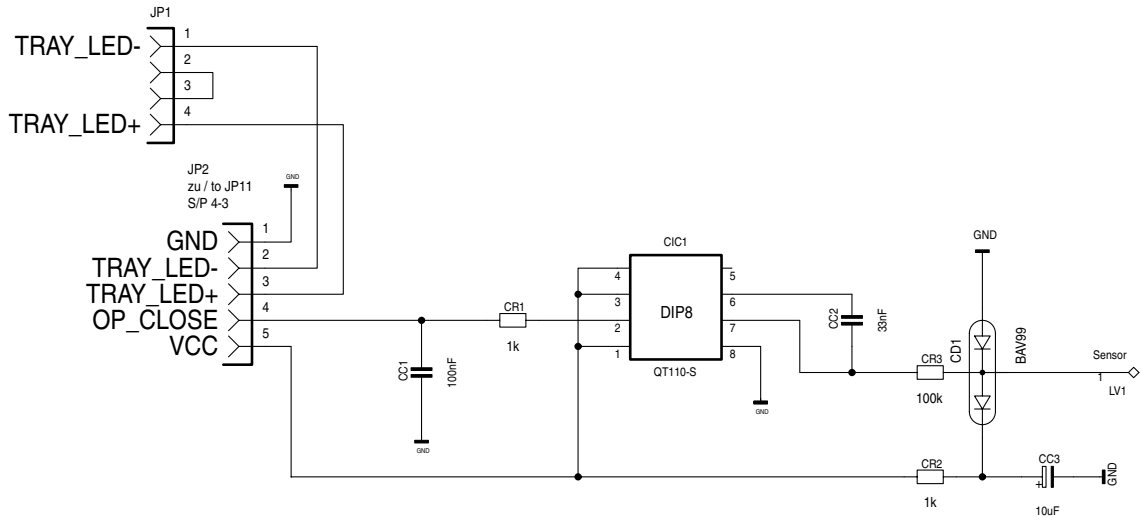 JP1
TRAY_LED-
1
2
3
TRAY_LED+
4
JP2
zu / to JP11
S/P 4-3
GND
GND
1
TRAY_LED-
2
TRAY_LED+
3
OP_CLOSE
4
VCC
5
CC1
100nF
GND
CR1
1k
CIC1
4
3
2
1
DIP8
5
6
7
8
QT110-S
GND
CC2
33nF
CR3
100k
GND
CD1
BAV99
Sensor
1
LV1
CR2
1k
CC3
+
10uF
GND